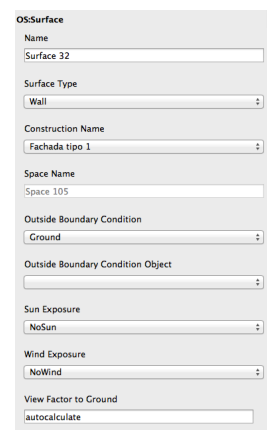 OS:Surface
Name
Surface 32
Surface Type
Wall
Construction Name
Fachada tipo 1
Space Name
Space 105
Outside Boundary Condition
Ground
Outside Boundary Condition Object
Sun Exposure
NoSun
Wind Exposure
NoWind
View Factor to Ground
autocalculate